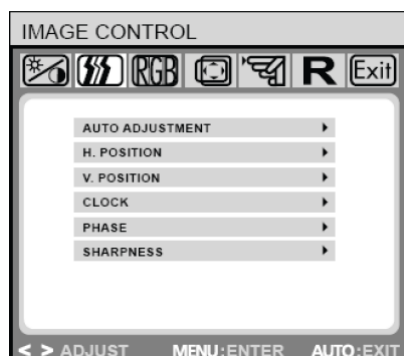 IMAGE CONTROL
RGB R Exit
AUTO ADJUSTMENT
H. POSITION
V. POSITION
CLOCK
PHASE
SHARPNESS
< > ADJUST MENU:ENTER AUTO:EXIT